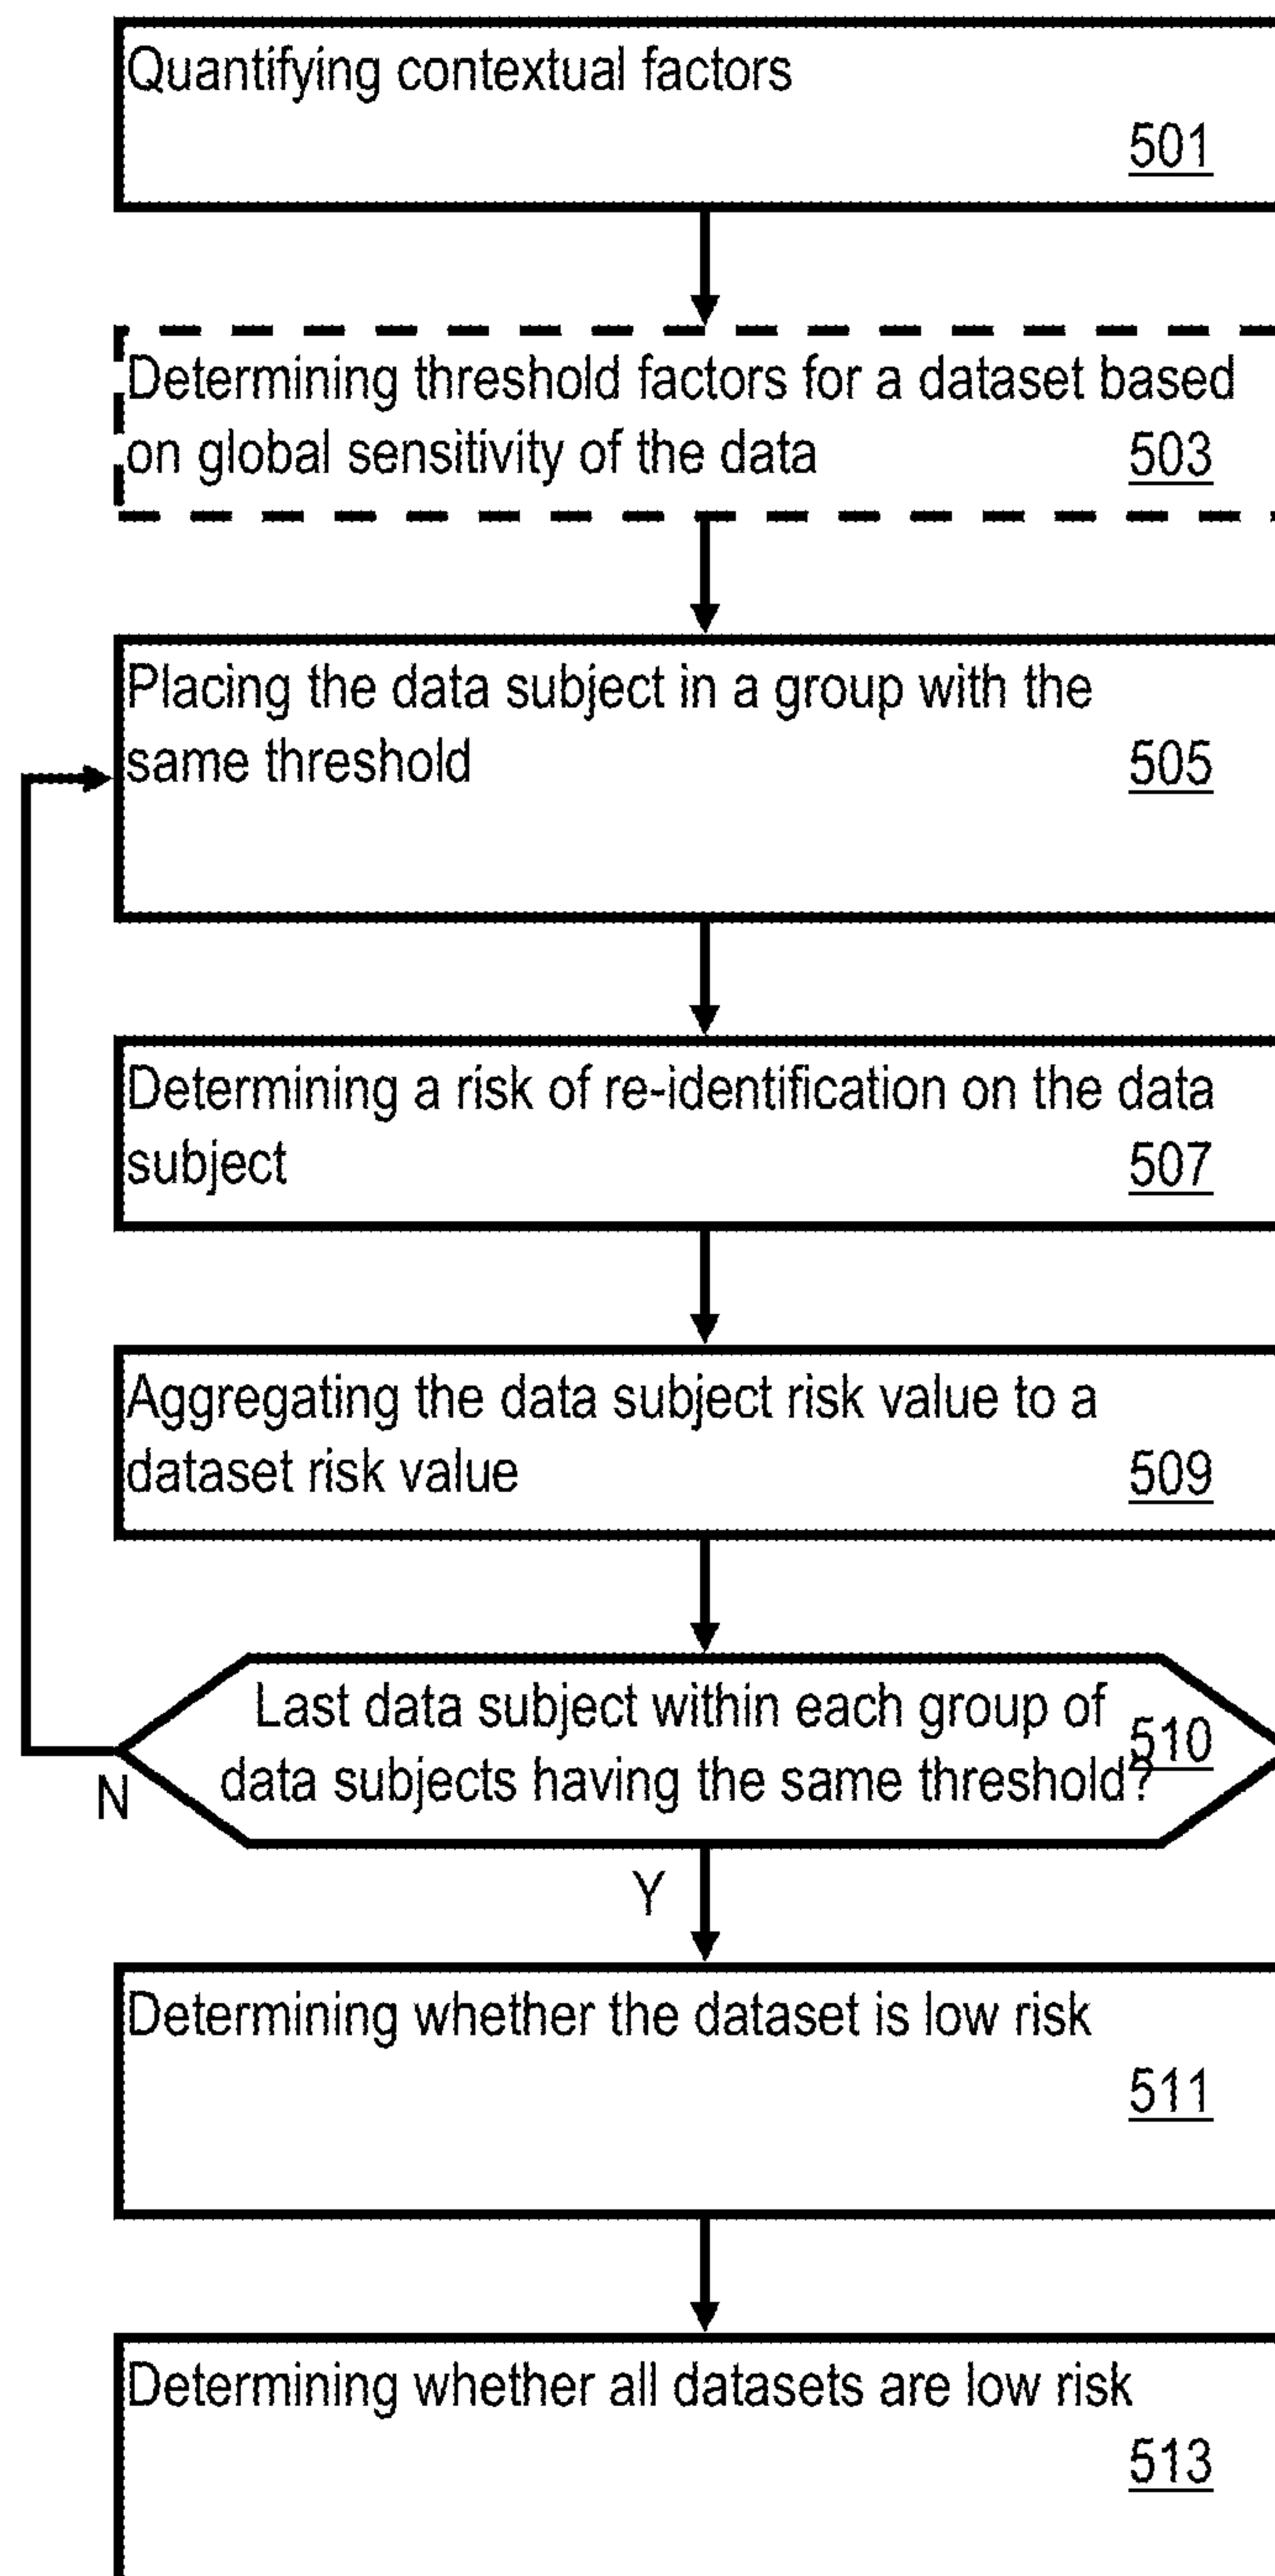 Quantifying contextual factors
501
Determining threshold factors for a dataset based
on global sensitivity of the data 503
Placing the data subject in a group with the
same threshold 505
Determining a risk of re-identification on the data
subject 507
Aggregating the data subject risk value to a
dataset risk value 509
Last data subject within each group of
510
data subjects having the same threshold?
N
Y
Determining whether the dataset is low risk
511
Determining whether all datasets are low risk
513